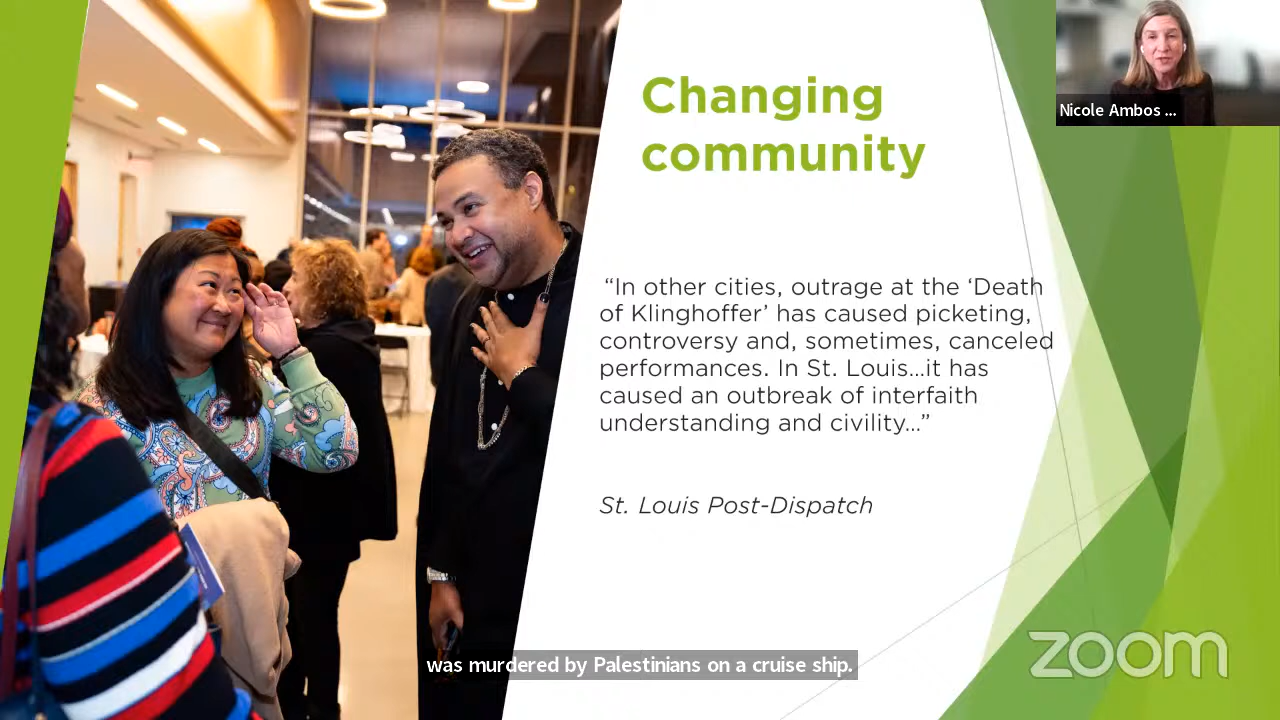 Changing
community
Nicole Ambos ...
“In other cities, outrage at the ‘Death
of Klinghoffer’ has caused picketing,
controversy and, sometimes, canceled
performances. In St. Louis...it has
caused an outbreak of interfaith
understanding and civility...”
St. Louis Post-Dispatch
zoom
was murdered by Palestinians on a cruise ship.